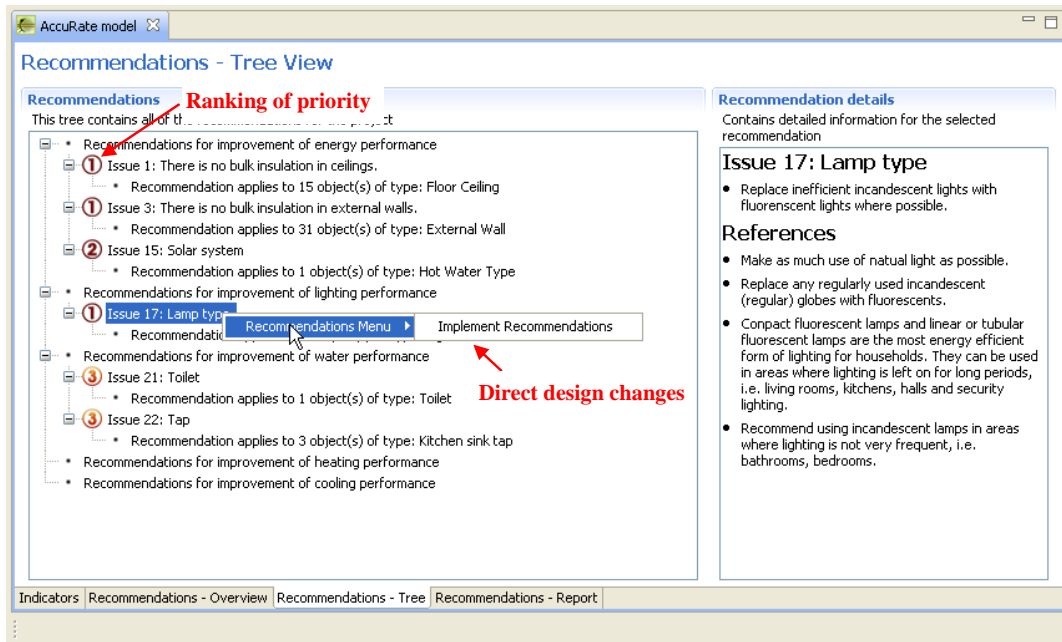 AccuRate model
Recommendations - Tree View
Recommendations
Ranking of priority
This tree contains all of the recommendations for the project
Recommendations for improvement of energy performance
1 Issue 1: There is no bulk insulation in ceilings.
Recommendation applies to 15 object(s) of type: Floor Ceiling
1 Issue 3: There is no bulk insulation in external walls.
Recommendation applies to 31 object(s) of type: External Wall
2 Issue 15: Solar system
Recommendation applies to 1 object(s) of type: Hot Water Type
Recommendations for improvement of lighting performance
1 Issue 17: Lamp type
Recommendations Menu
Implement Recommendations
Recommendations for improvement of water performance
3 Issue 21: Toilet
Recommendation applies to 1 object(s) of type: Toilet
Direct design changes
3 Issue 22: Tap
Recommendation applies to 3 object(s) of type: Kitchen sink tap
Recommendations for improvement of heating performance
Recommendations for improvement of cooling performance
Recommendation details
Contains detailed information for the selected
recommendation
Issue 17: Lamp type
Replace inefficient incandescent lights with
fluorenscent lights where possible.
References
Make as much use of natual light as possible.
Replace any regularly used incandescent
(regular) globes with fluorescents.
Conpact fluorescent lamps and linear or tubular
fluorescent lamps are the most energy efficient
form of lighting for households. They can be used
in areas where lighting is left on for long periods,
i.e. living rooms, kitchens, halls and security
lighting.
Recommend using incandescent lamps in areas
where lighting is not very frequent, i.e.
bathrooms, bedrooms.
Indicators
Recommendations - Overview
Recommendations - Tree
Recommendations - Report